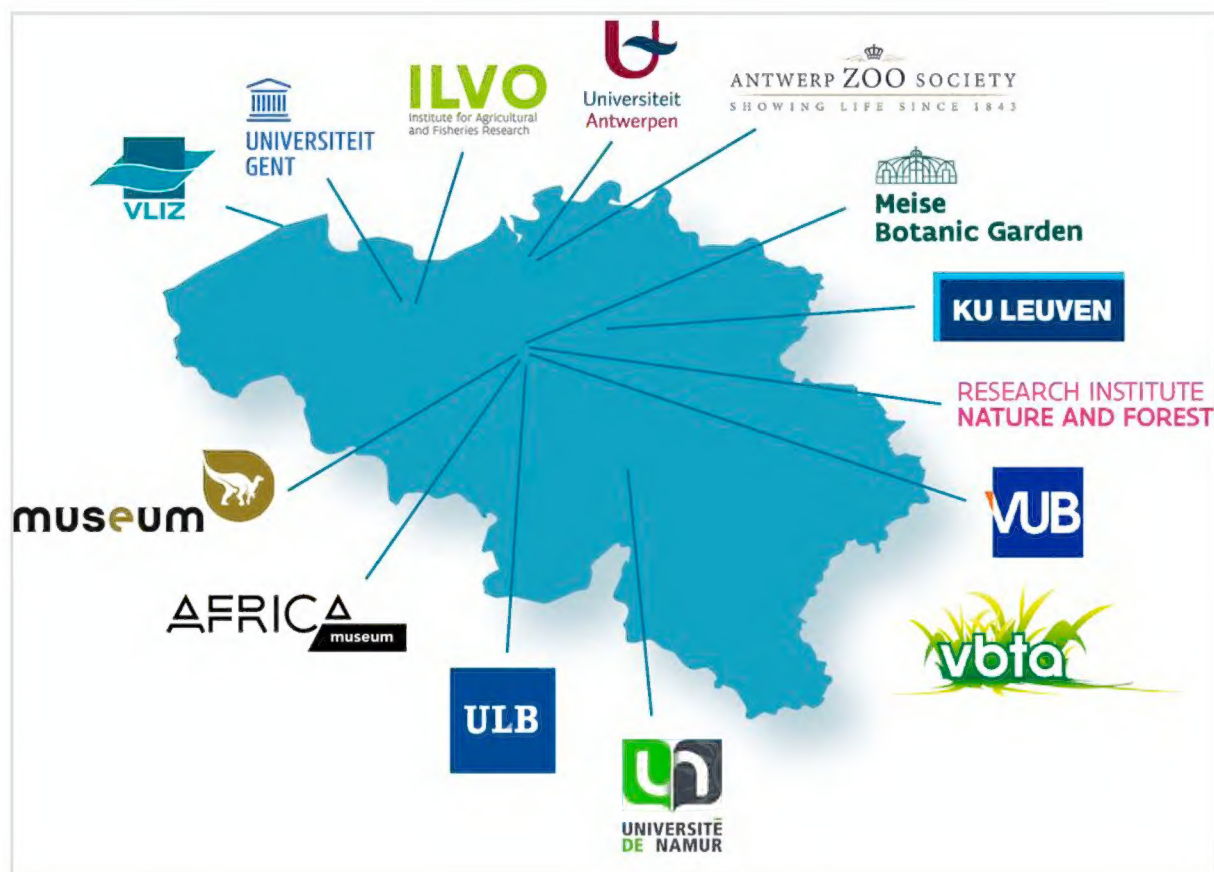 ILVO
Institute for Agricultural
and Fisheries Research
Universiteit
Antwerpen
ANTWERP ZOO SOCIETY
SHOWING LIFE SINCE 1843
UNIVERSITEIT
GENT
VLIZ
Meise
Botanic Garden
KU LEUVEN
RESEARCH INSTITUTE
NATURE AND FOREST
museum
VUB
AFRICA
museum
vbta
ULB
un
UNIVERSITÉ
DE NAMUR